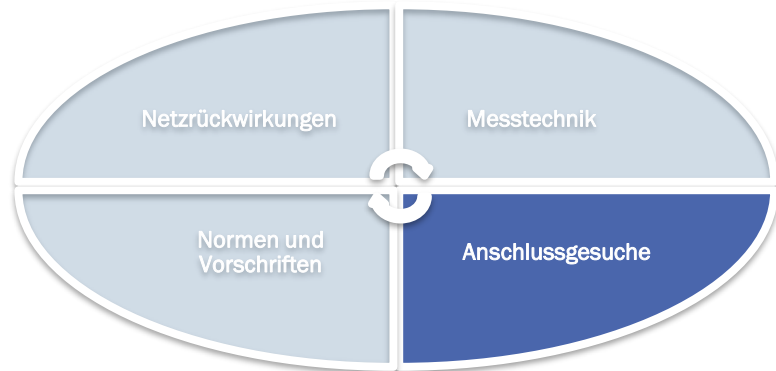 Netzrückwirkungen
Messtechnik
Normen und
Vorschriften
Anschlussgesuche